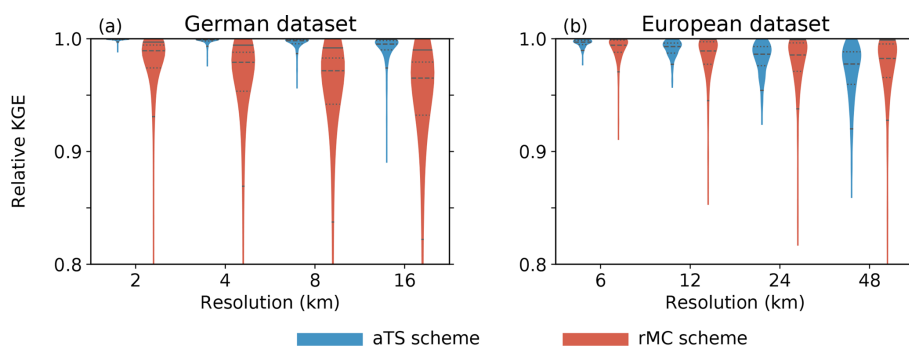 (a)
German dataset
(b)
European dataset
Relative KGE
1.0
0.9
0.8
1.0
0.9
0.8
2 4 8 16
6 12 24 48
Resolution (km)
Resolution (km)
aTS scheme
rMC scheme